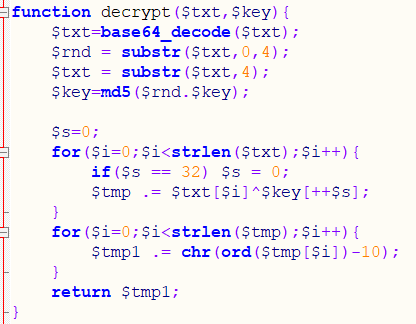 function decrypt($txt,$key){
    $txt=base64_decode($txt);
    $rnd = substr($txt,0,4);
    $txt = substr($txt,4);
    $key=md5($rnd.$key);

    $s=0;
    for($i=0;$i<strlen($txt);$i++){
        if($s == 32) $s = 0;
        $tmp .= $txt[$i]^$key[++$s];
    }
    for($i=0;$i<strlen($tmp);$i++){
        $tmp1 .= chr(ord($tmp[$i])-10);
    }
    return $tmp1;
}